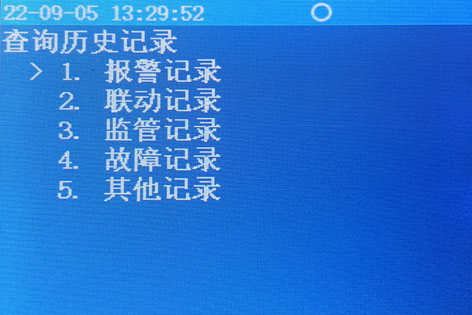 22-09-05 13:29:52
查询历史记录
> 1. 报警记录
2. 联动记录
3. 监管记录
4. 故障记录
5. 其他记录